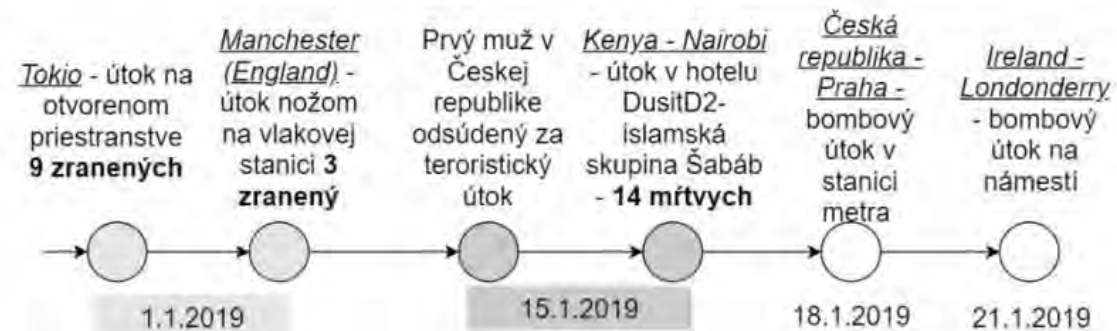 Tokio - útok na
otvorenom
priestranstve
9 zranených
Manchester
(England) -
útok nožom
na vlakovej
stanici 3
zranený
Prvý muž v
Českej
republike
odsúdený za
teroristický
útok
Kenya - Nairobi
- útok v hotelu
DusitD2-
islamská
skupina Šabáb
- 14 mŕtvych
Česká
republika -
Praha -
bombový
útok v
stanici
metra
Ireland -
Londonderry
- bombový
útok na
námestí
1.1.2019
15.1.2019
18.1.2019
21.1.2019